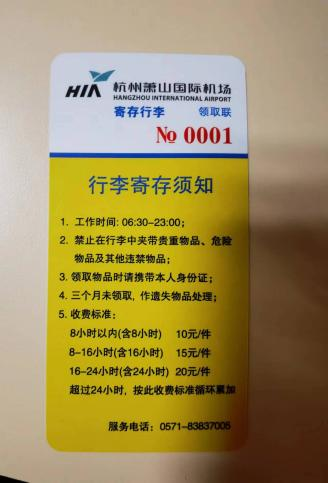 HIA 杭州萧山国际机场
HANGZHOU INTERNATIONAL AIRPORT
寄存行李 领取联
№ 0001
行李寄存须知
1. 工作时间: 06:30-23:00;
2. 禁止在行李中夹带贵重物品、危险
物品及其他违禁物品;
3. 领取物品时请携带本人身份证;
4. 三个月未领取, 作遗失物品处理;
5. 收费标准:
8小时以内(含8小时) 10元/件
8-16小时(含16小时) 15元/件
16-24小时(含24小时) 20元/件
超过24小时, 按此收费标准循环累加
服务电话: 0571-83837005